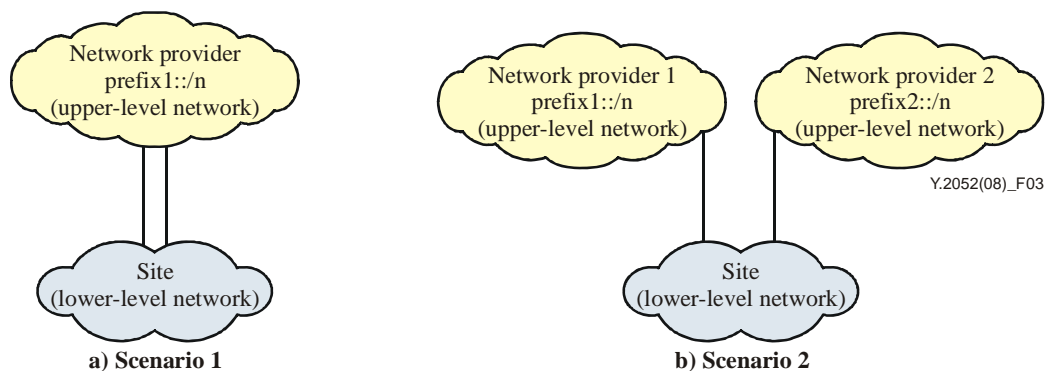 Network provider
prefix1::/n
(upper-level network)
Site
(lower-level network)
a) Scenario 1
Network provider 1
prefix1::/n
(upper-level network)
Network provider 2
prefix2::/n
(upper-level network)
Y.2052(08)_F03
Site
(lower-level network)
b) Scenario 2